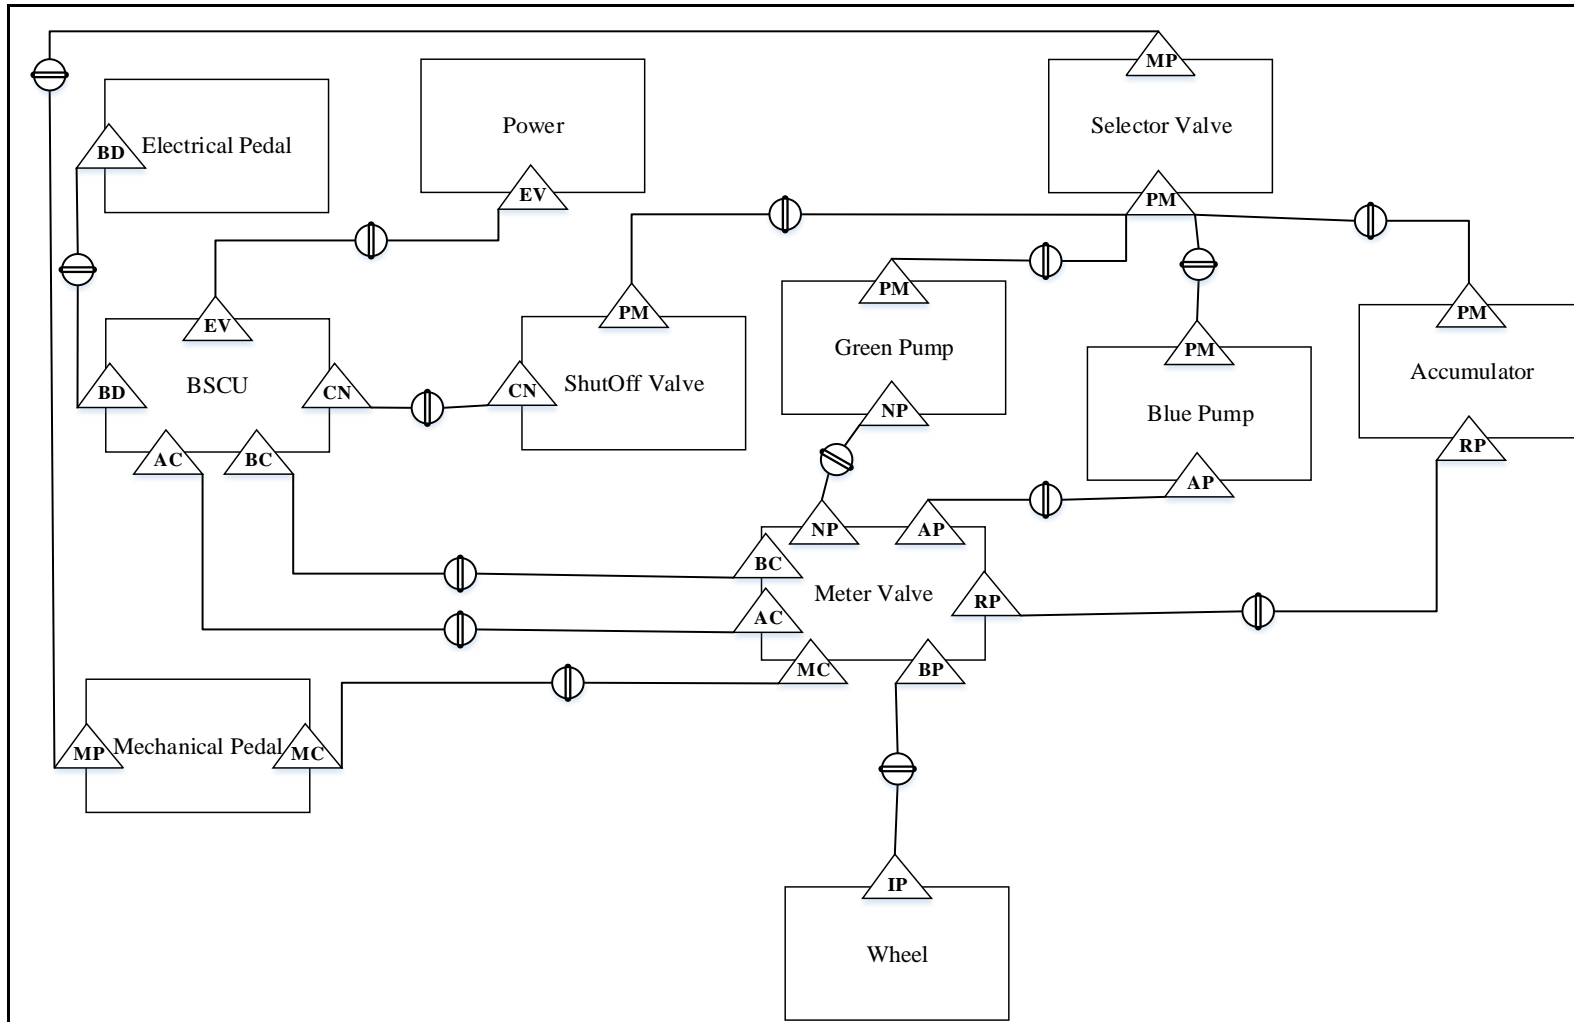 MP
Electrical Pedal
BD
Power
EV
Selector Valve
PM
EV
BD
BSCU
CN
AC
BC
PM
CN
ShutOff Valve
PM
Green Pump
NP
PM
Blue Pump
AP
PM
Accumulator
RP
NP
AP
BC
Meter Valve
RP
AC
MC
BP
MP
Mechanical Pedal
MC
IP
Wheel